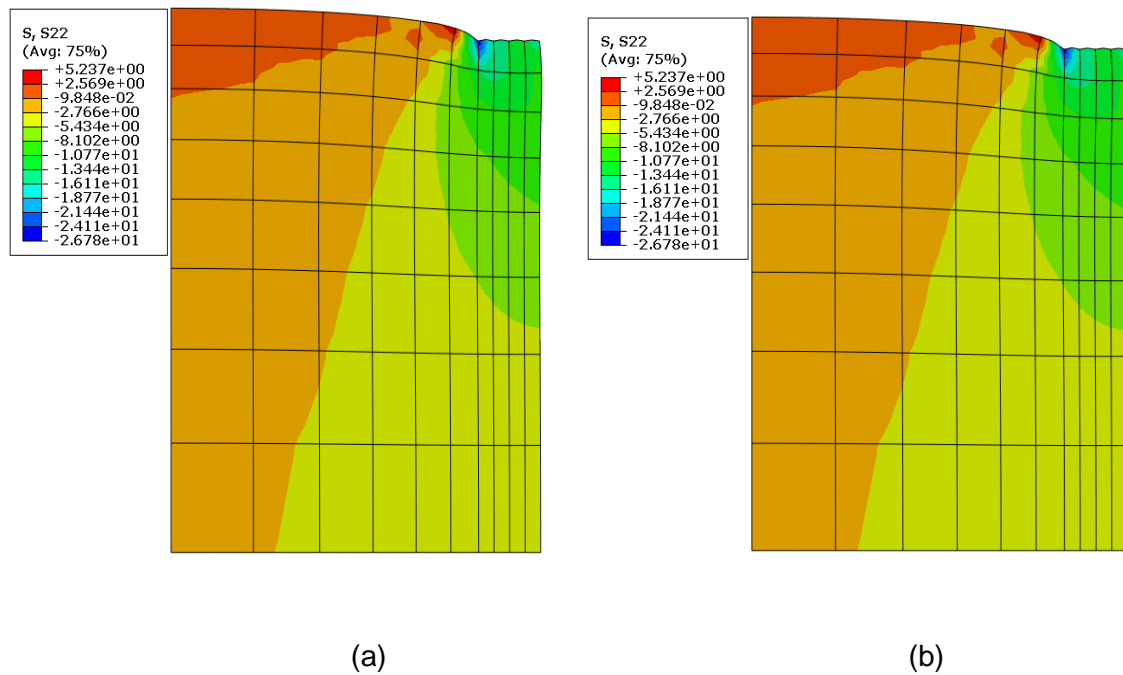 S, S22
(Avg: 75%)
+5.237e+00
+2.569e+00
-9.848e-02
-2.766e+00
-5.434e+00
-8.102e+00
-1.077e+01
-1.344e+01
-1.611e+01
-1.877e+01
-2.144e+01
-2.411e+01
-2.678e+01
S, S22
(Avg: 75%)
+5.237e+00
+2.569e+00
-9.848e-02
-2.766e+00
-5.434e+00
-8.102e+00
-1.077e+01
-1.344e+01
-1.611e+01
-1.877e+01
-2.144e+01
-2.411e+01
-2.678e+01
(a)
(b)